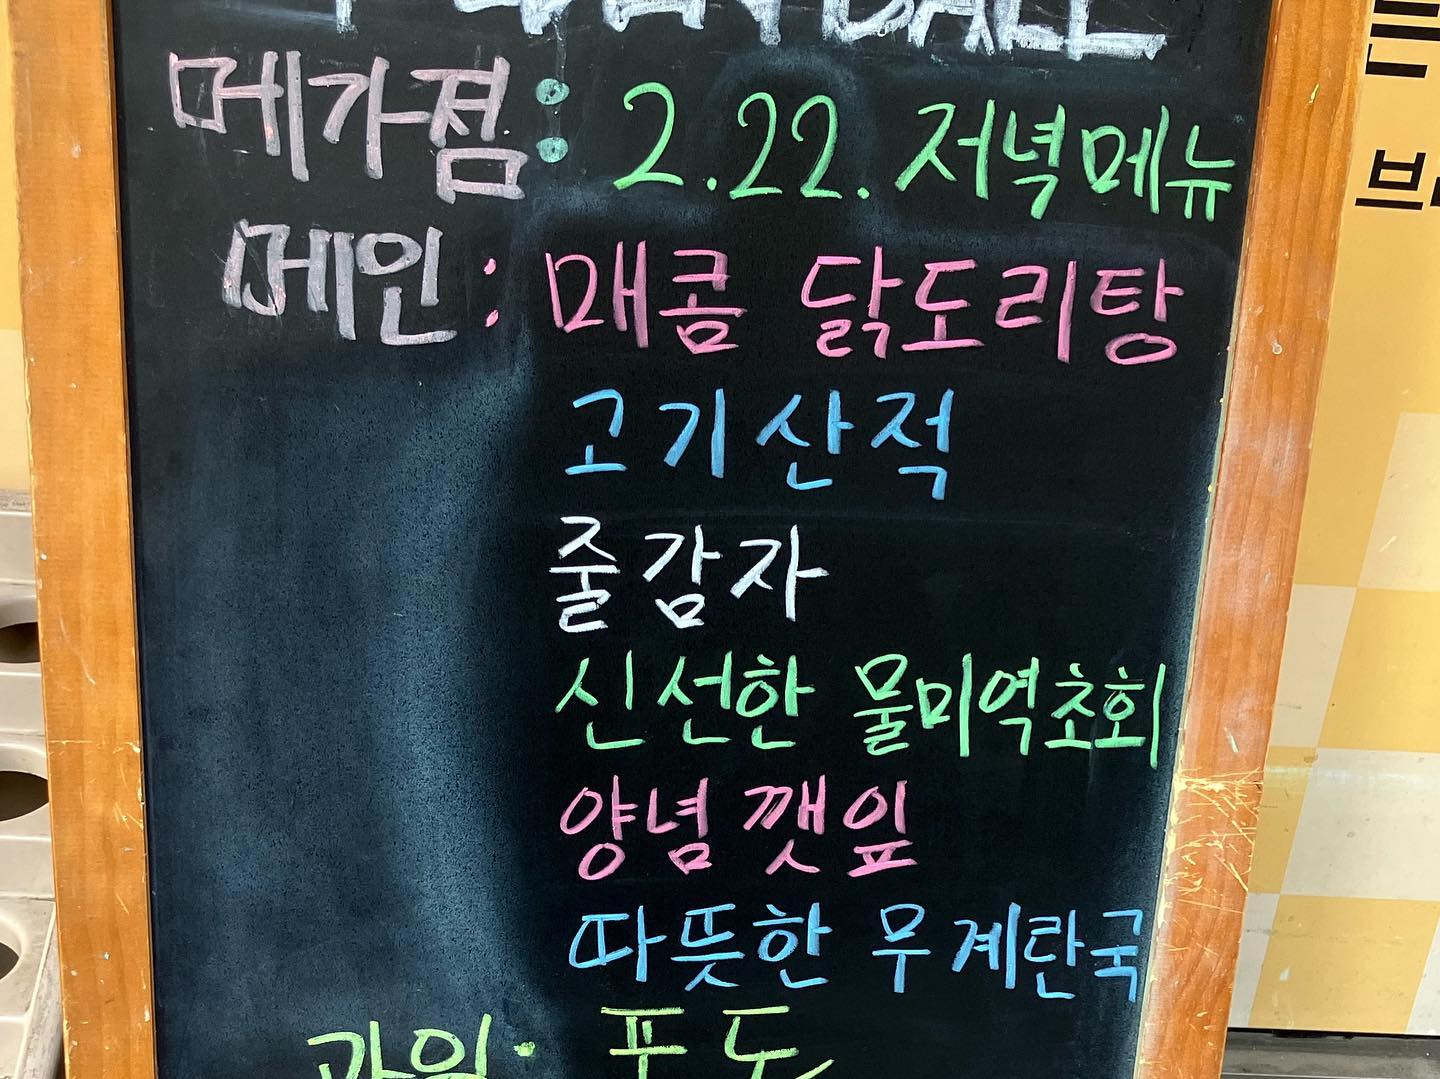 BALL
메가점: 2.22. 저녁메뉴
메인: 매콤 닭도리탕
고기산적
줄감자
신선한 물미역초회
양념깻잎
따뜻한 무계란국
과일: 포도